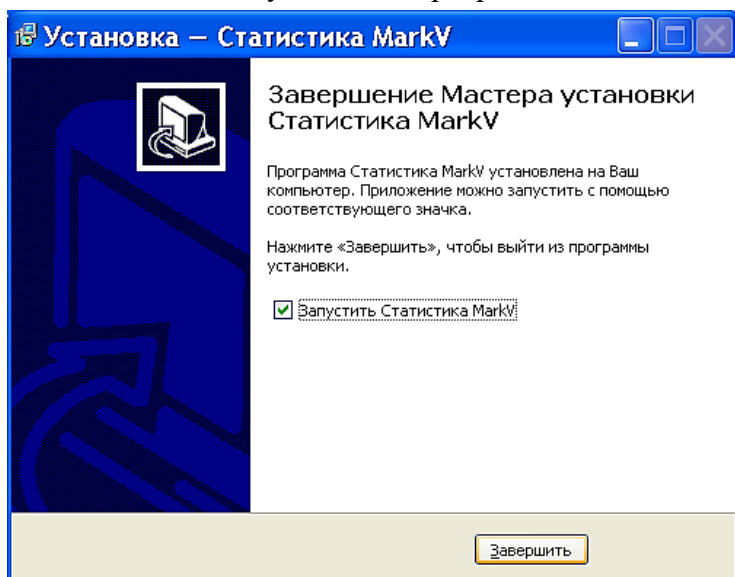 Установка — Статистика MarkV
Завершение Мастера установки
Статистика MarkV
Программа Статистика MarkV установлена на Ваш
компьютер. Приложение можно запустить с помощью
соответствующего значка.
Нажмите «Завершить», чтобы выйти из программы
установки.
Запустить Статистика MarkV
Завершить